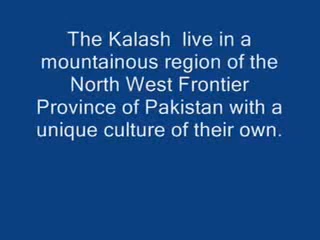 The Kalash  live in a
mountainous region of the
North West Frontier
Province of Pakistan with a
unique culture of their own.